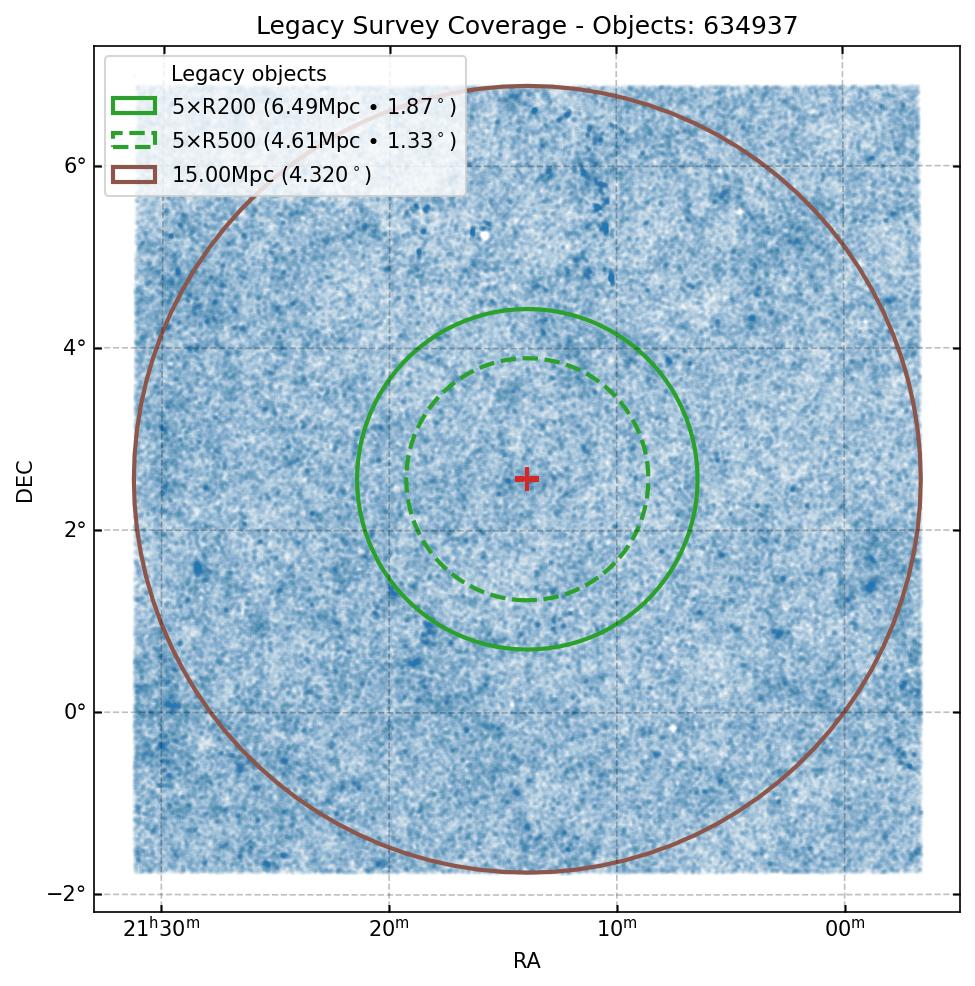 Legacy Survey Coverage - Objects: 634937
Legacy objects
5×R200 (6.49Mpc • 1.87°)
5×R500 (4.61Mpc • 1.33°)
15.00Mpc (4.320°)
DEC
6°
4°
2°
0°
−2°
21ʰ30ᵐ 20ᵐ 10ᵐ 00ᵐ
RA